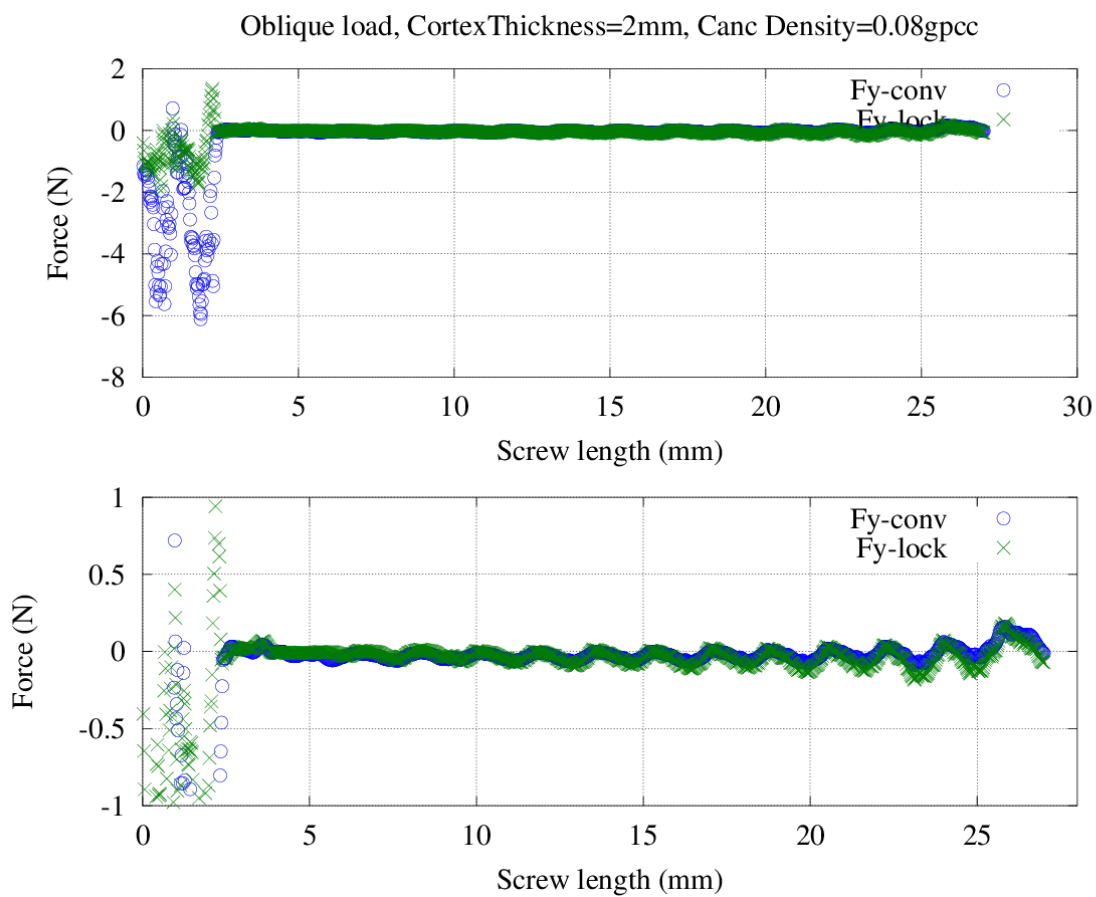 Oblique load, CortexThickness=2mm, Canc Density=0.08gpcc
2
0
-2
-4
-6
-8
Force (N)
Fy-conv
Fy-lock
0 5 10 15 20 25 30
Screw length (mm)
1
0.5
0
-0.5
-1
Force (N)
Fy-conv
Fy-lock
0 5 10 15 20 25
Screw length (mm)